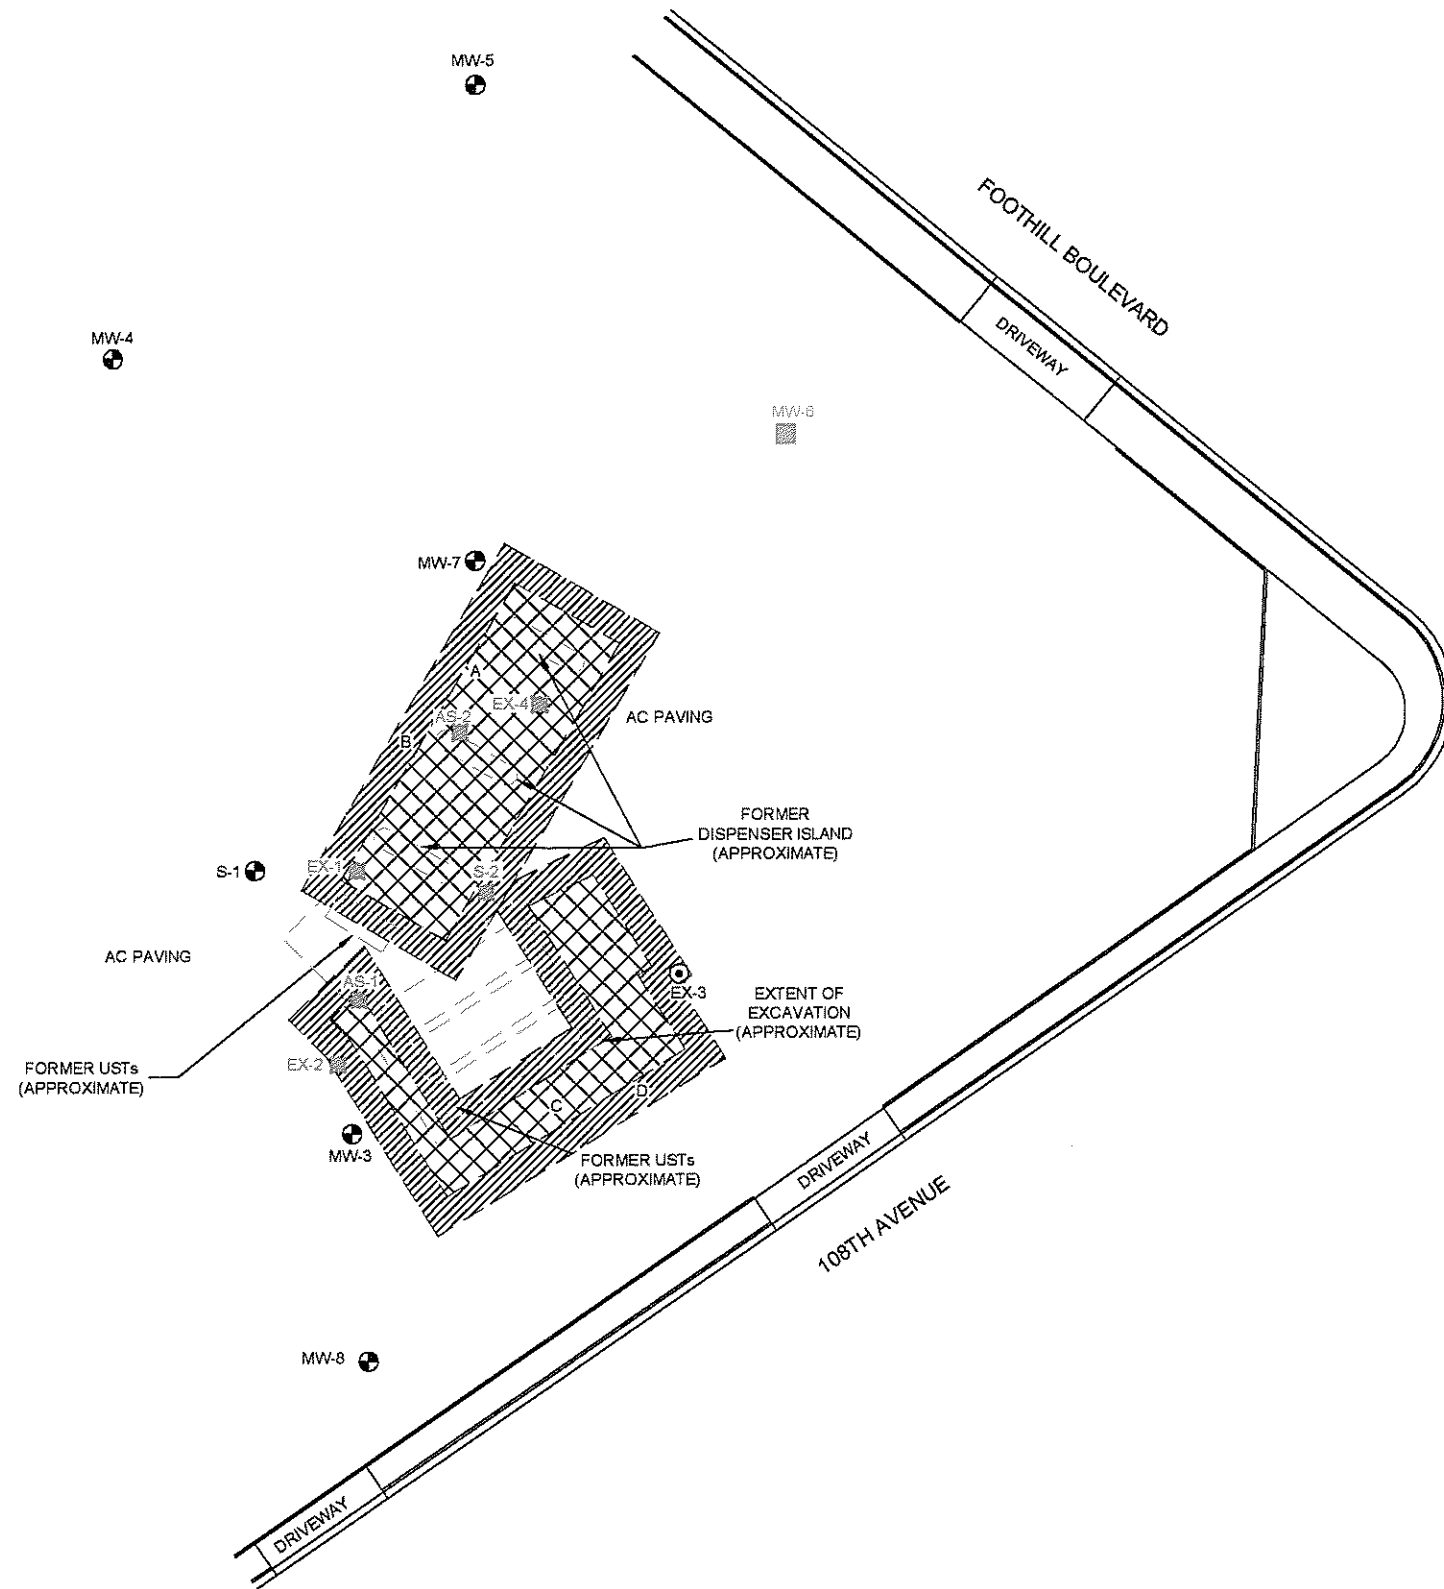 MW-5
FOOTHILL BOULEVARD
DRIVEWAY
MW-4
MW-6
MW-7
A
EX-4
AS-2
AC PAVING
B
FORMER
DISPENSER ISLAND
(APPROXIMATE)
S-1
EX-1
S-2
AC PAVING
AS-1
EX-3
EXTENT OF
EXCAVATION
(APPROXIMATE)
FORMER USTs
(APPROXIMATE)
EX-2
C
D
MW-3
FORMER USTs
(APPROXIMATE)
DRIVEWAY
108TH AVENUE
MW-8
DRIVEWAY